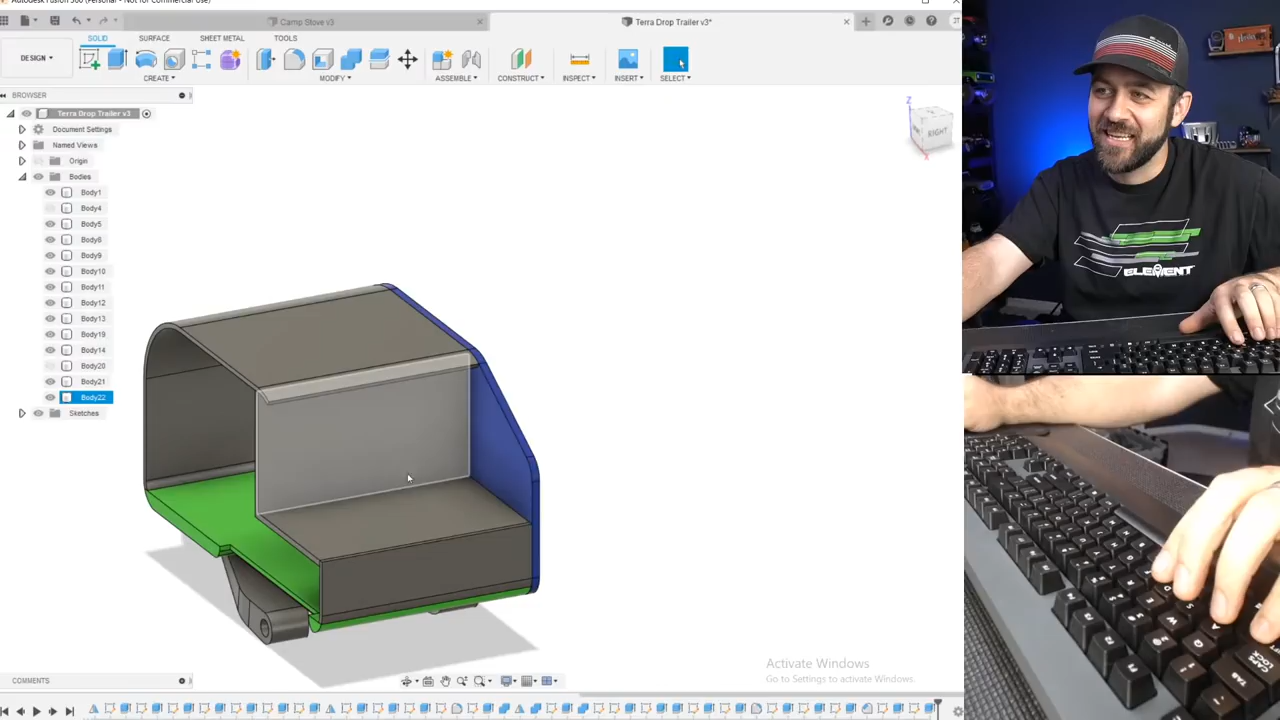 Autodesk Fusion 360 (Personal - Not for Commercial Use)
Camp Stove v3
Terra Drop Trailer v3*
DESIGN
SOLID
SURFACE
SHEET METAL
TOOLS
CREATE
MODIFY
ASSEMBLE
CONSTRUCT
INSPECT
INSERT
SELECT
BROWSER
Terra Drop Trailer v3
Document Settings
Named Views
Origin
Bodies
Body1
Body4
Body5
Body6
Body9
Body10
Body11
Body12
Body13
Body19
Body14
Body20
Body21
Body22
Sketches
Z
RIGHT
X
Activate Windows
Go to Settings to activate Windows.
COMMENTS
ELEMENT
CAPS
LOCK